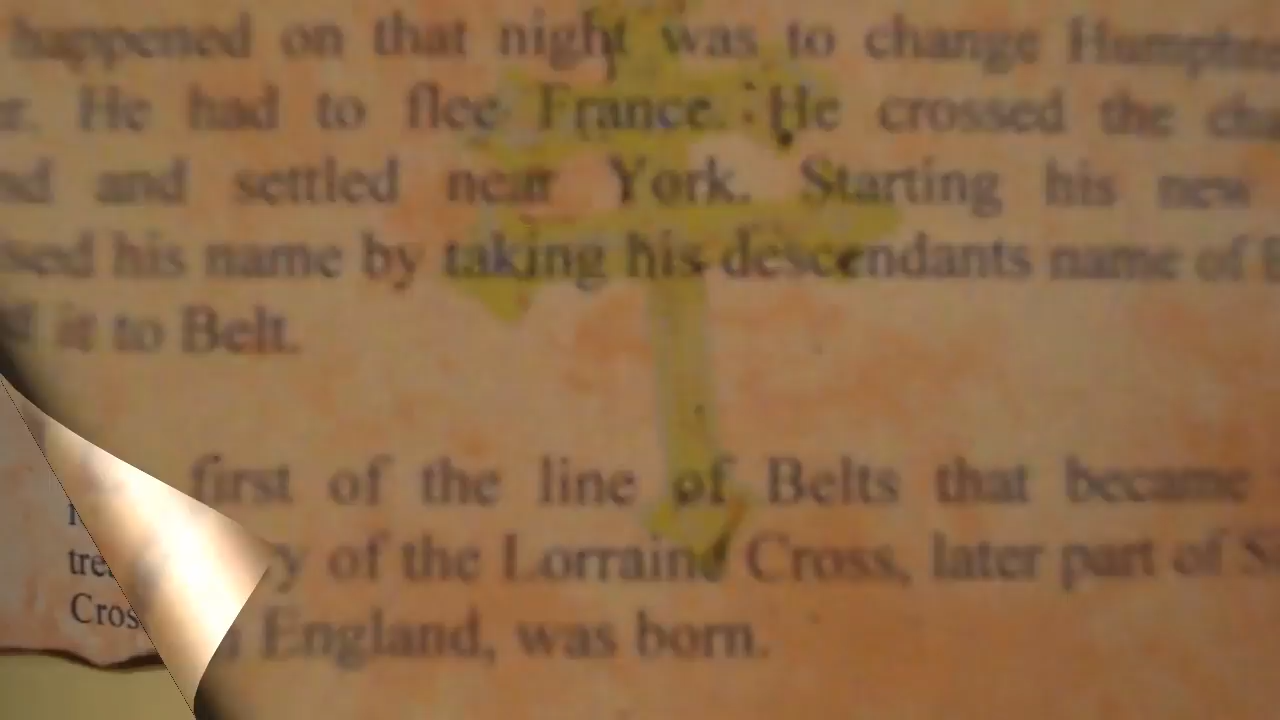 happened on that night was to change
He had to flee France. He crossed the
and settled near York. Starting his new
his name by taking his descendants name of
it to Belt.
first of the line of Belts that became
of the Lorraine Cross, later part of
England, was born.
Cros